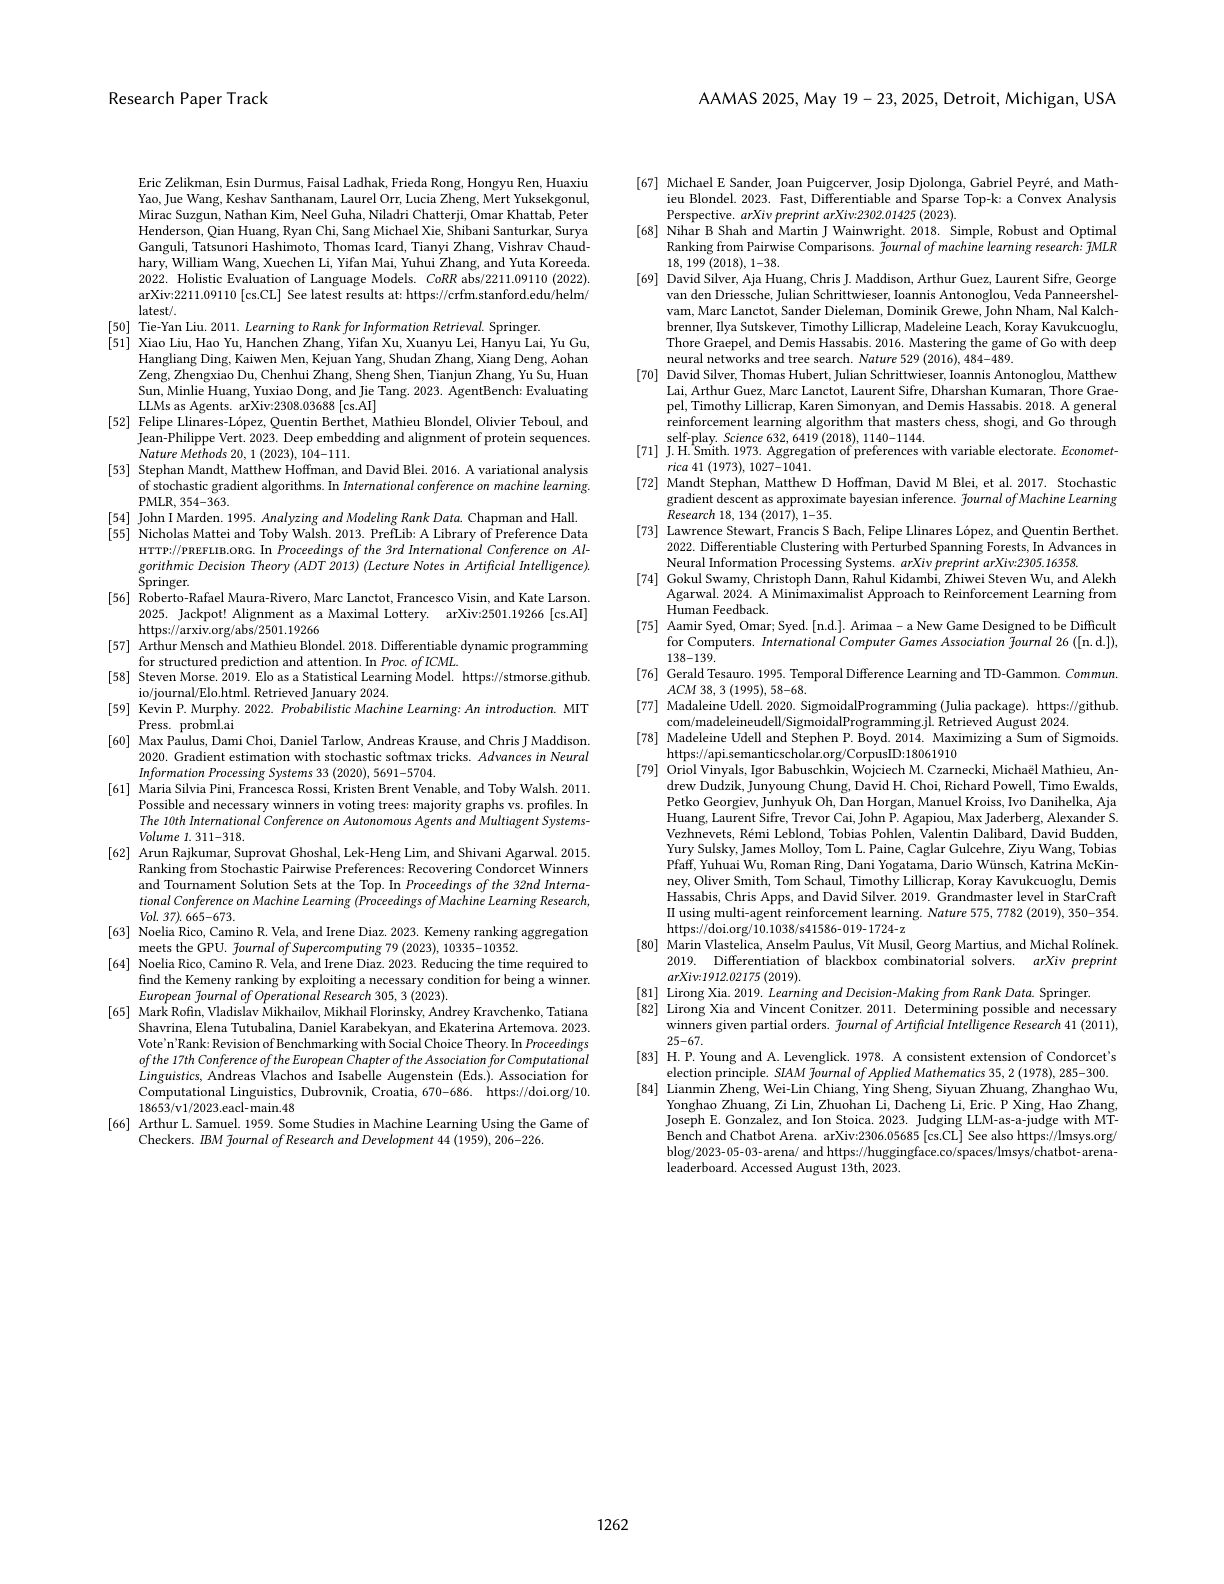 Research Paper Track
AAMAS 2025, May 19 – 23, 2025, Detroit, Michigan, USA
Eric Zelikman, Esin Durmus, Faisal Ladhak, Frieda Rong, Hongyu Ren, Huaxiu
Yao, Jue Wang, Keshav Santhanam, Laurel Orr, Lucia Zheng, Mert Yuksekgonul,
Mirac Suzgun, Nathan Kim, Neel Guha, Niladri Chatterji, Omar Khattab, Peter
Henderson, Qian Huang, Ryan Chi, Sang Michael Xie, Shibani Santurkar, Surya
Ganguli, Tatsunori Hashimoto, Thomas Icard, Tianyi Zhang, Vishrav Chaud-
hary, William Wang, Xuechen Li, Yifan Mai, Yuhui Zhang, and Yuta Koreeda.
2022. Holistic Evaluation of Language Models. CoRR abs/2211.09110 (2022).
arXiv:2211.09110 [cs.CL] See latest results at: https://crfm.stanford.edu/helm/
latest/.
[50] Tie-Yan Liu. 2011. Learning to Rank for Information Retrieval. Springer.
[51] Xiao Liu, Hao Yu, Hanchen Zhang, Yifan Xu, Xuanyu Lei, Hanyu Lai, Yu Gu,
Hangliang Ding, Kaiwen Men, Kejuan Yang, Shudan Zhang, Xiang Deng, Aohan
Zeng, Zhengxiao Du, Chenhui Zhang, Sheng Shen, Tianjun Zhang, Yu Su, Huan
Sun, Minlie Huang, Yuxiao Dong, and Jie Tang. 2023. AgentBench: Evaluating
LLMs as Agents. arXiv:2308.03688 [cs.AI]
[52] Felipe Llinares-López, Quentin Berthet, Mathieu Blondel, Olivier Teboul, and
Jean-Philippe Vert. 2023. Deep embedding and alignment of protein sequences.
Nature Methods 20, 1 (2023), 104–111.
[53] Stephan Mandt, Matthew Hoffman, and David Blei. 2016. A variational analysis
of stochastic gradient algorithms. In International conference on machine learning.
PMLR, 354–363.
[54] John I Marden. 1995. Analyzing and Modeling Rank Data. Chapman and Hall.
[55] Nicholas Mattei and Toby Walsh. 2013. PrefLib: A Library of Preference Data
HTTP://PREFLIB.ORG. In Proceedings of the 3rd International Conference on Al-
gorithmic Decision Theory (ADT 2013) (Lecture Notes in Artificial Intelligence).
Springer.
[56] Roberto-Rafael Maura-Rivero, Marc Lanctot, Francesco Visin, and Kate Larson.
2025. Jackpot! Alignment as a Maximal Lottery. arXiv:2501.19266 [cs.AI]
https://arxiv.org/abs/2501.19266
[57] Arthur Mensch and Mathieu Blondel. 2018. Differentiable dynamic programming
for structured prediction and attention. In Proc. of ICML.
[58] Steven Morse. 2019. Elo as a Statistical Learning Model. https://stmorse.github.
io/journal/Elo.html. Retrieved January 2024.
[59] Kevin P. Murphy. 2022. Probabilistic Machine Learning: An introduction. MIT
Press. probml.ai
[60] Max Paulus, Dami Choi, Daniel Tarlow, Andreas Krause, and Chris J Maddison.
2020. Gradient estimation with stochastic softmax tricks. Advances in Neural
Information Processing Systems 33 (2020), 5691–5704.
[61] Maria Silvia Pini, Francesca Rossi, Kristen Brent Venable, and Toby Walsh. 2011.
Possible and necessary winners in voting trees: majority graphs vs. profiles. In
The 10th International Conference on Autonomous Agents and Multiagent Systems-
Volume 1. 311–318.
[62] Arun Rajkumar, Suprovat Ghoshal, Lek-Heng Lim, and Shivani Agarwal. 2015.
Ranking from Stochastic Pairwise Preferences: Recovering Condorcet Winners
and Tournament Solution Sets at the Top. In Proceedings of the 32nd Interna-
tional Conference on Machine Learning (Proceedings of Machine Learning Research,
Vol. 37). 665–673.
[63] Noelia Rico, Camino R. Vela, and Irene Diaz. 2023. Kemeny ranking aggregation
meets the GPU. Journal of Supercomputing 79 (2023), 10335–10352.
[64] Noelia Rico, Camino R. Vela, and Irene Diaz. 2023. Reducing the time required to
find the Kemeny ranking by exploiting a necessary condition for being a winner.
European Journal of Operational Research 305, 3 (2023).
[65] Mark Rofin, Vladislav Mikhailov, Mikhail Florinsky, Andrey Kravchenko, Tatiana
Shavrina, Elena Tutubalina, Daniel Karabekyan, and Ekaterina Artemova. 2023.
Vote'n'Rank: Revision of Benchmarking with Social Choice Theory. In Proceedings
of the 17th Conference of the European Chapter of the Association for Computational
Linguistics, Andreas Vlachos and Isabelle Augenstein (Eds.). Association for
Computational Linguistics, Dubrovnik, Croatia, 670–686. https://doi.org/10.
18653/v1/2023.eacl-main.48
[66] Arthur L. Samuel. 1959. Some Studies in Machine Learning Using the Game of
Checkers. IBM Journal of Research and Development 44 (1959), 206–226.
[67] Michael E Sander, Joan Puigcerver, Josip Djolonga, Gabriel Peyré, and Math-
ieu Blondel. 2023. Fast, Differentiable and Sparse Top-k: a Convex Analysis
Perspective. arXiv preprint arXiv:2302.01425 (2023).
[68] Nihar B Shah and Martin J Wainwright. 2018. Simple, Robust and Optimal
Ranking from Pairwise Comparisons. Journal of machine learning research: JMLR
18, 199 (2018), 1–38.
[69] David Silver, Aja Huang, Chris J. Maddison, Arthur Guez, Laurent Sifre, George
van den Driessche, Julian Schrittwieser, Ioannis Antonoglou, Veda Panneershel-
vam, Marc Lanctot, Sander Dieleman, Dominik Grewe, John Nham, Nal Kalch-
brenner, Ilya Sutskever, Timothy Lillicrap, Madeleine Leach, Koray Kavukcuoglu,
Thore Graepel, and Demis Hassabis. 2016. Mastering the game of Go with deep
neural networks and tree search. Nature 529 (2016), 484–489.
[70] David Silver, Thomas Hubert, Julian Schrittwieser, Ioannis Antonoglou, Matthew
Lai, Arthur Guez, Marc Lanctot, Laurent Sifre, Dharshan Kumaran, Thore Grae-
pel, Timothy Lillicrap, Karen Simonyan, and Demis Hassabis. 2018. A general
reinforcement learning algorithm that masters chess, shogi, and Go through
self-play. Science 632, 6419 (2018), 1140–1144.
[71] J. H. Smith. 1973. Aggregation of preferences with variable electorate. Economet-
rica 41 (1973), 1027–1041.
[72] Mandt Stephan, Matthew D Hoffman, David M Blei, et al. 2017. Stochastic
gradient descent as approximate bayesian inference. Journal of Machine Learning
Research 18, 134 (2017), 1–35.
[73] Lawrence Stewart, Francis S Bach, Felipe Llinares López, and Quentin Berthet.
2022. Differentiable Clustering with Perturbed Spanning Forests, In Advances in
Neural Information Processing Systems. arXiv preprint arXiv:2305.16358.
[74] Gokul Swamy, Christoph Dann, Rahul Kidambi, Zhiwei Steven Wu, and Alekh
Agarwal. 2024. A Minimaximalist Approach to Reinforcement Learning from
Human Feedback.
[75] Aamir Syed, Omar; Syed. [n.d.]. Arimaa – a New Game Designed to be Difficult
for Computers. International Computer Games Association Journal 26 ([n. d.]),
138–139.
[76] Gerald Tesauro. 1995. Temporal Difference Learning and TD-Gammon. Commun.
ACM 38, 3 (1995), 58–68.
[77] Madaleine Udell. 2020. SigmoidalProgramming (Julia package). https://github.
com/madeleineudell/SigmoidalProgramming.jl. Retrieved August 2024.
[78] Madeleine Udell and Stephen P. Boyd. 2014. Maximizing a Sum of Sigmoids.
https://api.semanticscholar.org/CorpusID:18061910
[79] Oriol Vinyals, Igor Babuschkin, Wojciech M. Czarnecki, Michaël Mathieu, An-
drew Dudzik, Junyoung Chung, David H. Choi, Richard Powell, Timo Ewalds,
Petko Georgiev, Junhyuk Oh, Dan Horgan, Manuel Kroiss, Ivo Danihelka, Aja
Huang, Laurent Sifre, Trevor Cai, John P. Agapiou, Max Jaderberg, Alexander S.
Vezhnevets, Rémi Leblond, Tobias Pohlen, Valentin Dalibard, David Budden,
Yury Sulsky, James Molloy, Tom L. Paine, Caglar Gulcehre, Ziyu Wang, Tobias
Pfaff, Yuhuai Wu, Roman Ring, Dani Yogatama, Dario Wünsch, Katrina McKin-
ney, Oliver Smith, Tom Schaul, Timothy Lillicrap, Koray Kavukcuoglu, Demis
Hassabis, Chris Apps, and David Silver. 2019. Grandmaster level in StarCraft
II using multi-agent reinforcement learning. Nature 575, 7782 (2019), 350–354.
https://doi.org/10.1038/s41586-019-1724-z
[80] Marin Vlastelica, Anselm Paulus, Vít Musil, Georg Martius, and Michal Rolínek.
2019. Differentiation of blackbox combinatorial solvers. arXiv preprint
arXiv:1912.02175 (2019).
[81] Lirong Xia. 2019. Learning and Decision-Making from Rank Data. Springer.
[82] Lirong Xia and Vincent Conitzer. 2011. Determining possible and necessary
winners given partial orders. Journal of Artificial Intelligence Research 41 (2011),
25–67.
[83] H. P. Young and A. Levenglick. 1978. A consistent extension of Condorcet's
election principle. SIAM Journal of Applied Mathematics 35, 2 (1978), 285–300.
[84] Lianmin Zheng, Wei-Lin Chiang, Ying Sheng, Siyuan Zhuang, Zhanghao Wu,
Yonghao Zhuang, Zi Lin, Zhuohan Li, Dacheng Li, Eric. P Xing, Hao Zhang,
Joseph E. Gonzalez, and Ion Stoica. 2023. Judging LLM-as-a-judge with MT-
Bench and Chatbot Arena. arXiv:2306.05685 [cs.CL] See also https://lmsys.org/
blog/2023-05-03-arena/ and https://huggingface.co/spaces/lmsys/chatbot-arena-
leaderboard. Accessed August 13th, 2023.
1262